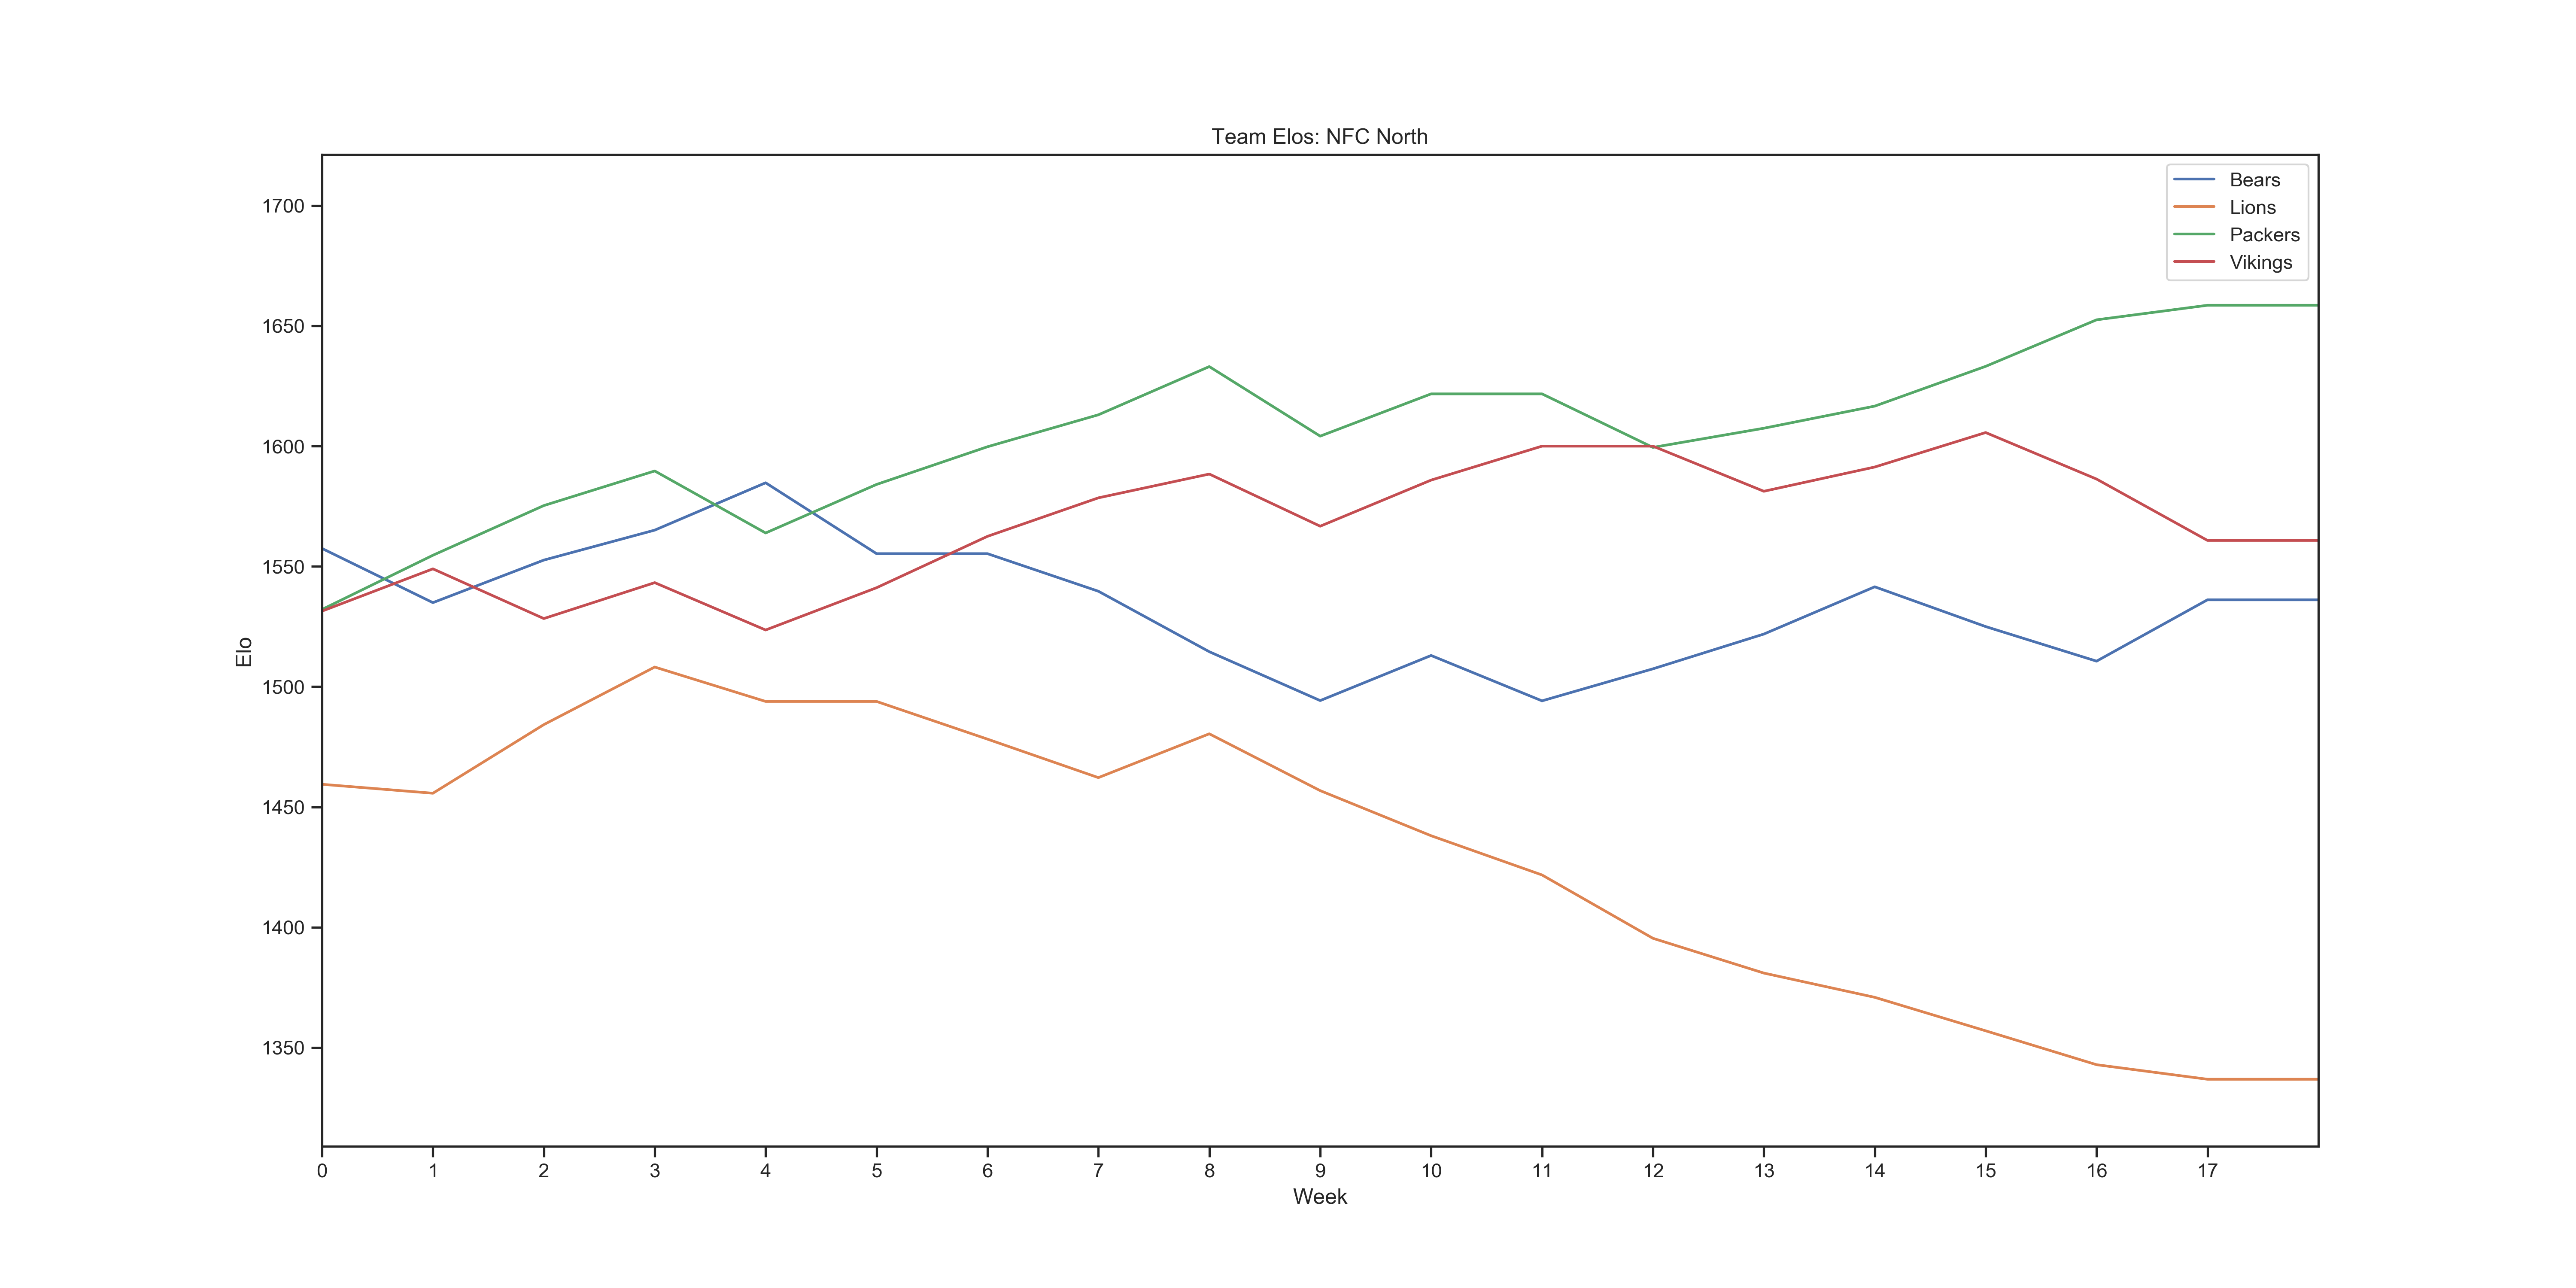 Team Elos: NFC North
Bears
Lions
Packers
Vikings
1700
1650
1600
1550
1500
1450
1400
1350
Elo
0 1 2 3 4 5 6 7 8 9 10 11 12 13 14 15 16 17
Week